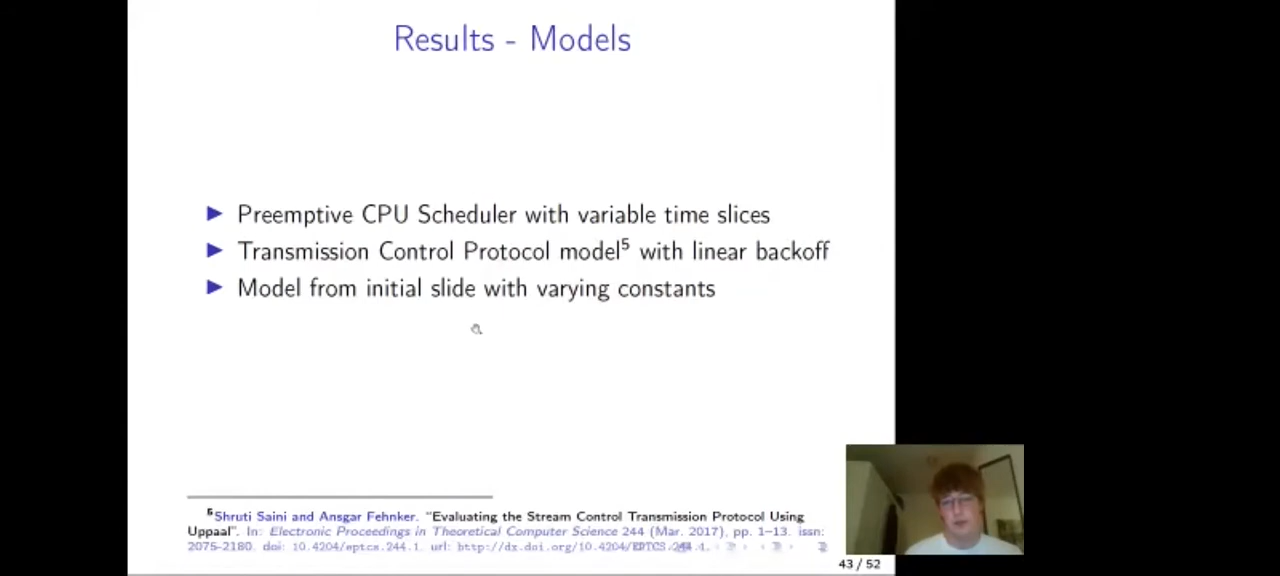 Results - Models
▶ Preemptive CPU Scheduler with variable time slices
▶ Transmission Control Protocol model⁵ with linear backoff
▶ Model from initial slide with varying constants
⁵Shruti Saini and Ansgar Fehnker. “Evaluating the Stream Control Transmission Protocol Using
Uppaal”. In: Electronic Proceedings in Theoretical Computer Science 244 (Mar. 2017), pp. 1–13. issn:
2075-2180. doi: 10.4204/eptcs.244.1. url: http://dx.doi.org/10.4204/EPTCS.244.1.
43 / 52